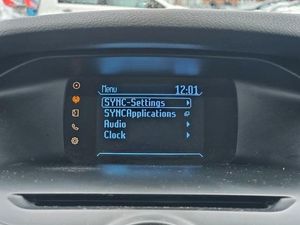 Menu 12:01
SYNC-Settings
SYNCApplications
Audio
Clock